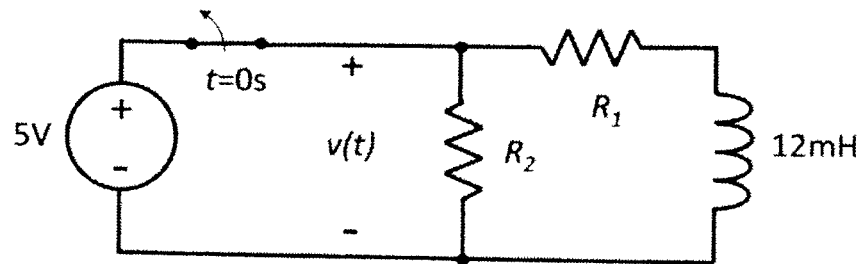 t=0s
+
R₁
+
5V
v(t)
R₂
12mH
-
-